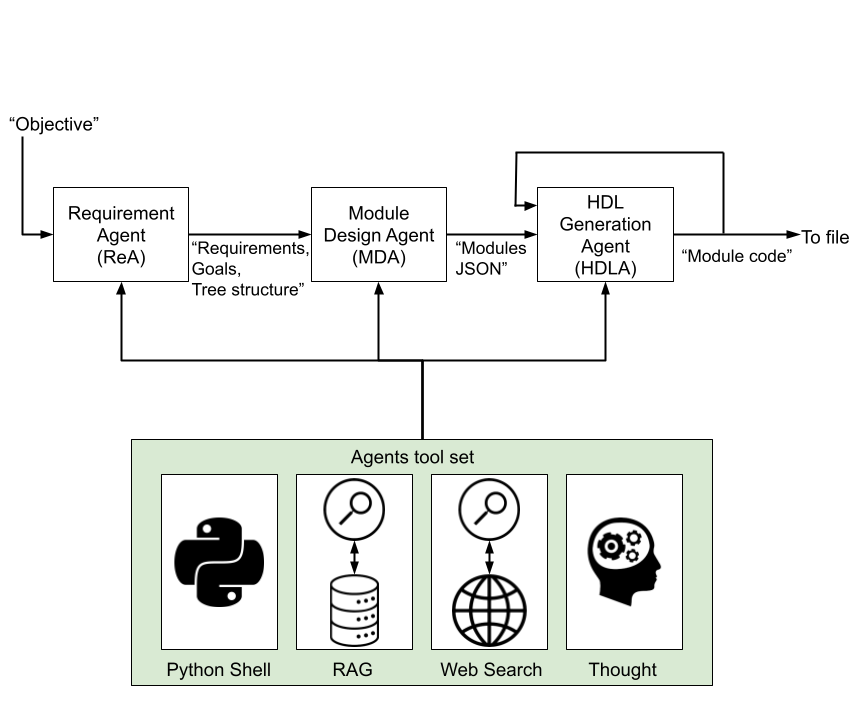 “Objective”
Requirement
Agent
(ReA)
“Requirements,
Goals,
Tree structure”
Module
Design Agent
(MDA)
“Modules
JSON”
HDL
Generation
Agent
(HDLA)
“Module code”
To file
Agents tool set
Python Shell
RAG
Web Search
Thought